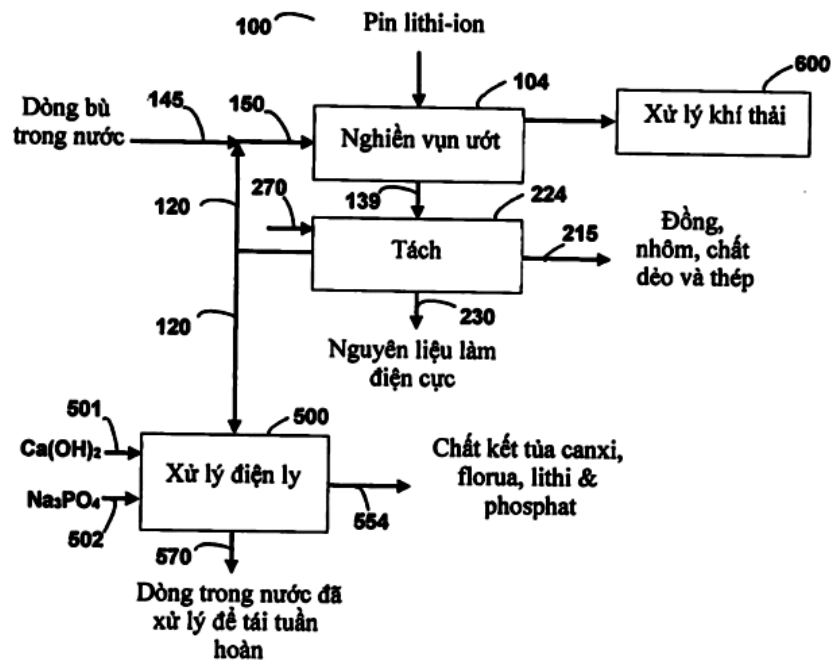 100
Pin lithi-ion
600
104
Dòng bù
trong nước
145
150
Nghiền vụn ướt
Xử lý khí thải
139
224
120
270
Tách
215
Đồng,
nhôm, chất
dẻo và thép
230
Nguyên liệu làm
điện cực
120
501
500
Ca(OH)₂
Xử lý điện ly
Chất kết tủa canxi,
florua, lithi &
phosphat
Na₃PO₄
502
554
570
Dòng trong nước đã
xử lý để tái tuần
hoàn